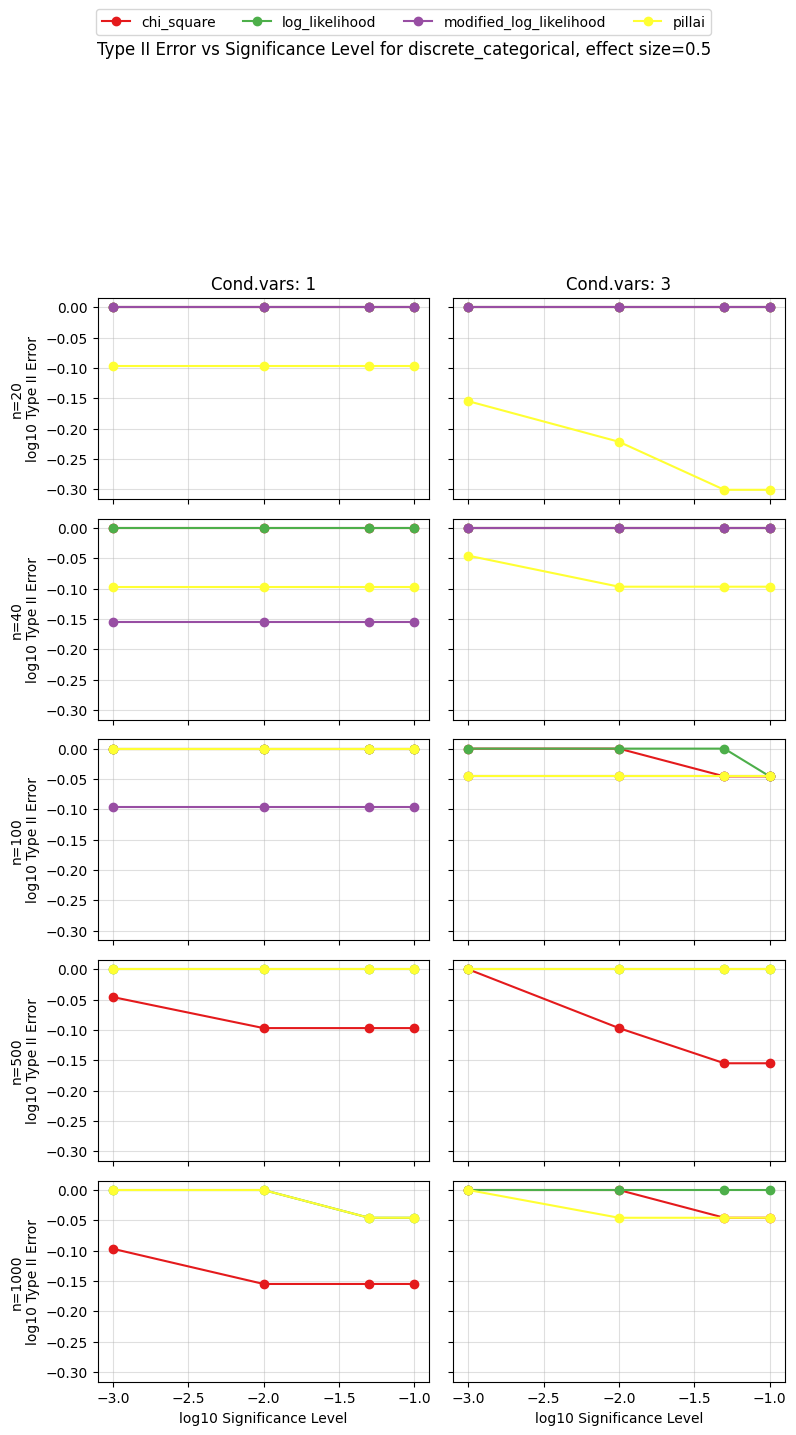 chi_square log_likelihood modified_log_likelihood pillai
Type II Error vs Significance Level for discrete_categorical, effect size=0.5
Cond.vars: 1 Cond.vars: 3
n=20
log10 Type II Error
0.00
−0.05
−0.10
−0.15
−0.20
−0.25
−0.30
n=40
log10 Type II Error
0.00
−0.05
−0.10
−0.15
−0.20
−0.25
−0.30
n=100
log10 Type II Error
0.00
−0.05
−0.10
−0.15
−0.20
−0.25
−0.30
n=500
log10 Type II Error
0.00
−0.05
−0.10
−0.15
−0.20
−0.25
−0.30
n=1000
log10 Type II Error
0.00
−0.05
−0.10
−0.15
−0.20
−0.25
−0.30
−3.0 −2.5 −2.0 −1.5 −1.0 −3.0 −2.5 −2.0 −1.5 −1.0
log10 Significance Level log10 Significance Level